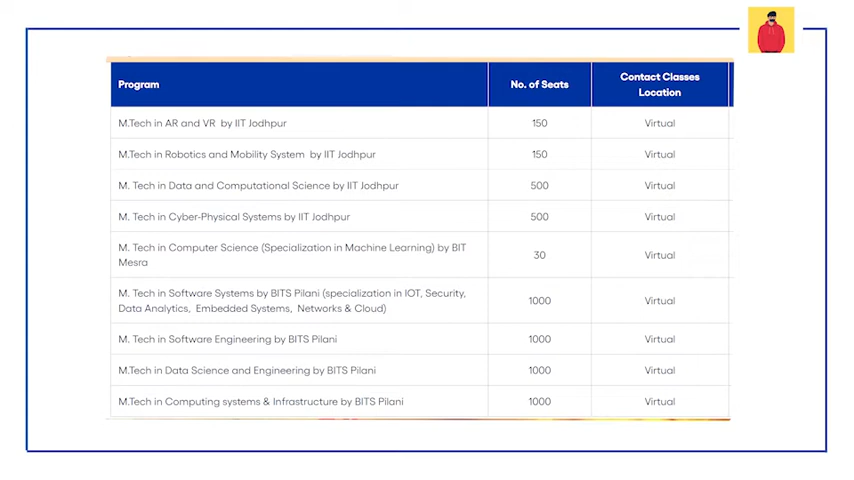 Program No. of Seats Contact Classes
Location
M.Tech in AR and VR by IIT Jodhpur 150 Virtual
M.Tech in Robotics and Mobility System by IIT Jodhpur 150 Virtual
M. Tech in Data and Computational Science by IIT Jodhpur 500 Virtual
M. Tech in Cyber-Physical Systems by IIT Jodhpur 500 Virtual
M. Tech in Computer Science (Specialization in Machine Learning) by BIT
Mesra 30 Virtual
M. Tech in Software Systems by BITS Pilani (specialization in IOT, Security,
Data Analytics, Embedded Systems, Networks & Cloud) 1000 Virtual
M. Tech in Software Engineering by BITS Pilani 1000 Virtual
M.Tech in Data Science and Engineering by BITS Pilani 1000 Virtual
M.Tech in Computing systems & Infrastructure by BITS Pilani 1000 Virtual